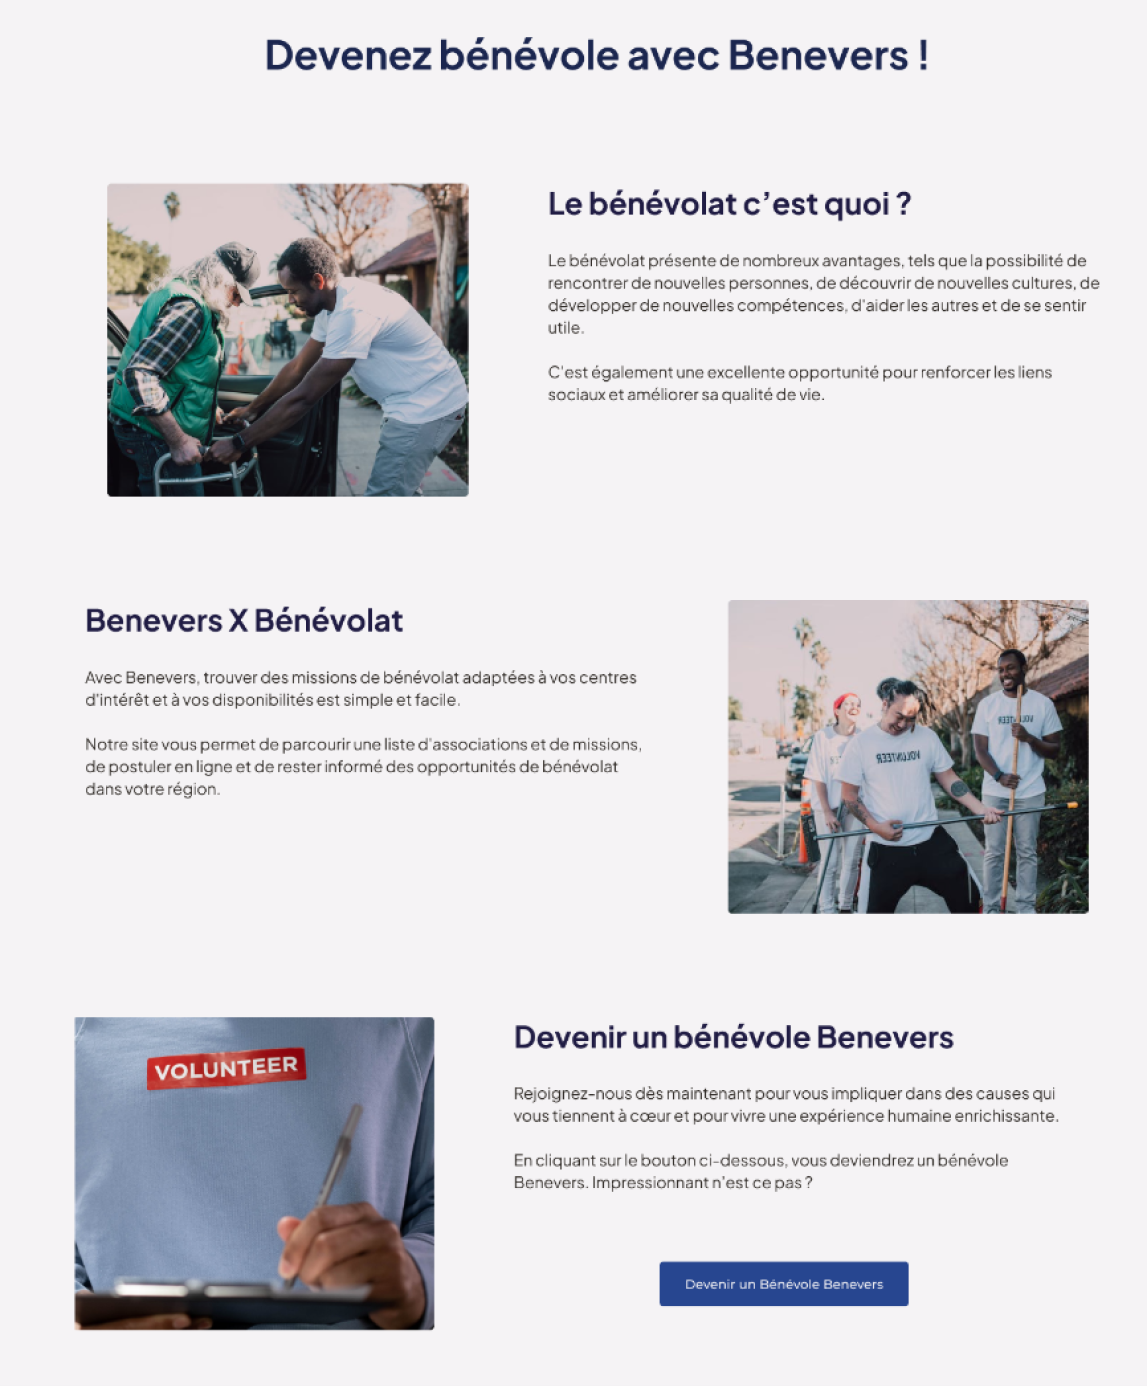 Devenez bénévole avec Benevers !
Le bénévolat c’est quoi ?
Le bénévolat présente de nombreux avantages, tels que la possibilité de
rencontrer de nouvelles personnes, de découvrir de nouvelles cultures, de
développer de nouvelles compétences, d'aider les autres et de se sentir
utile.
C'est également une excellente opportunité pour renforcer les liens
sociaux et améliorer sa qualité de vie.
Benevers X Bénévolat
Avec Benevers, trouver des missions de bénévolat adaptées à vos centres
d'intérêt et à vos disponibilités est simple et facile.
Notre site vous permet de parcourir une liste d'associations et de missions,
de postuler en ligne et de rester informé des opportunités de bénévolat
dans votre région.
VOLUNTEER
VOLUNTEER
VOLUNTEER
Devenir un bénévole Benevers
Rejoignez-nous dès maintenant pour vous impliquer dans des causes qui
vous tiennent à cœur et pour vivre une expérience humaine enrichissante.
En cliquant sur le bouton ci-dessous, vous deviendrez un bénévole
Benevers. Impressionnant n'est ce pas ?
Devenir un Bénévole Benevers